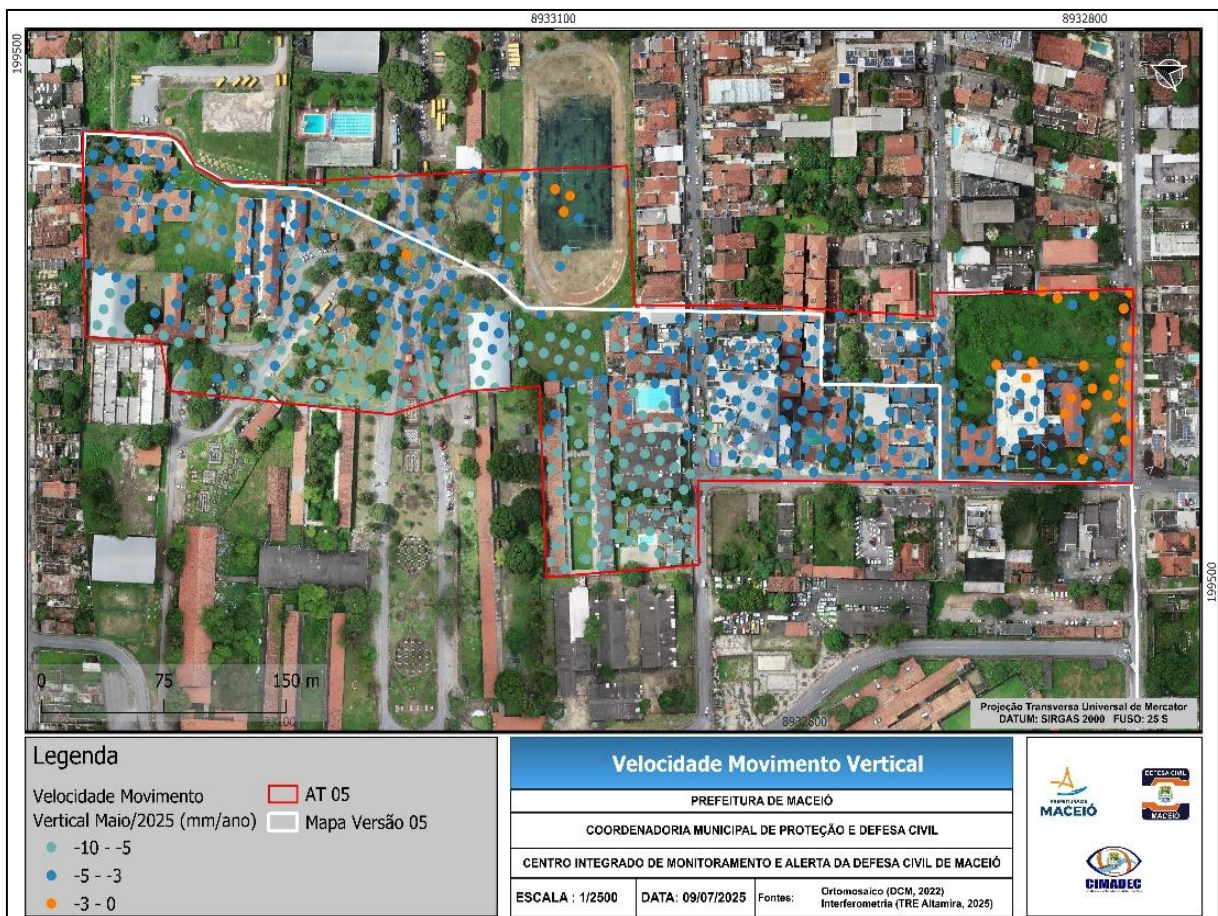 8933100
8932800
199500
199500
0 75 150 m
8932800
Projeção Transversa Universal de Mercator
DATUM: SIRGAS 2000 FUSO: 25 S
Legenda
Velocidade Movimento
Vertical Maio/2025 (mm/ano)
-10 - -5
-5 - -3
-3 - 0
AT 05
Mapa Versão 05
Velocidade Movimento Vertical
PREFEITURA DE MACEIÓ
COORDENADORIA MUNICIPAL DE PROTEÇÃO E DEFESA CIVIL
CENTRO INTEGRADO DE MONITORAMENTO E ALERTA DA DEFESA CIVIL DE MACEIÓ
ESCALA : 1/2500
DATA: 09/07/2025
Fontes:
Ortomosaico (DCM, 2022)
Interferometria (TRE Altamira, 2025)
PREFEITURA DE
MACEIÓ
DEFESA CIVIL
MACEIÓ
CIMADEC